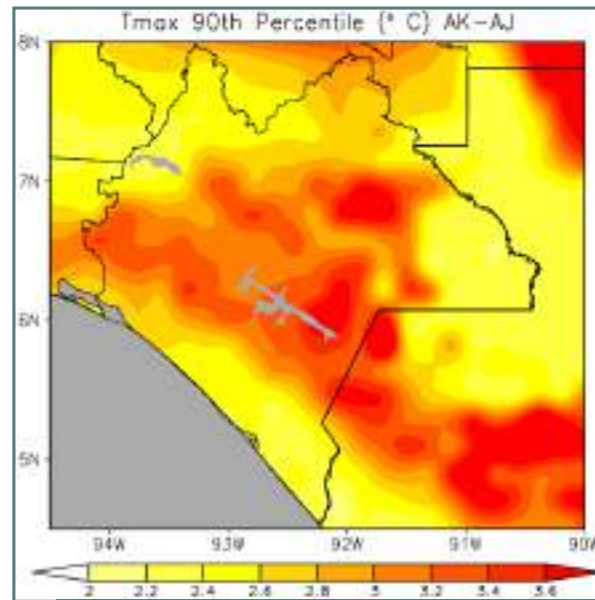 Tmax 90th Percentile (° C) AK-AJ
8N
7N
6N
5N
94W 93W 92W 91W 90W
2 2.2 2.4 2.6 2.8 3 3.2 3.4 3.6